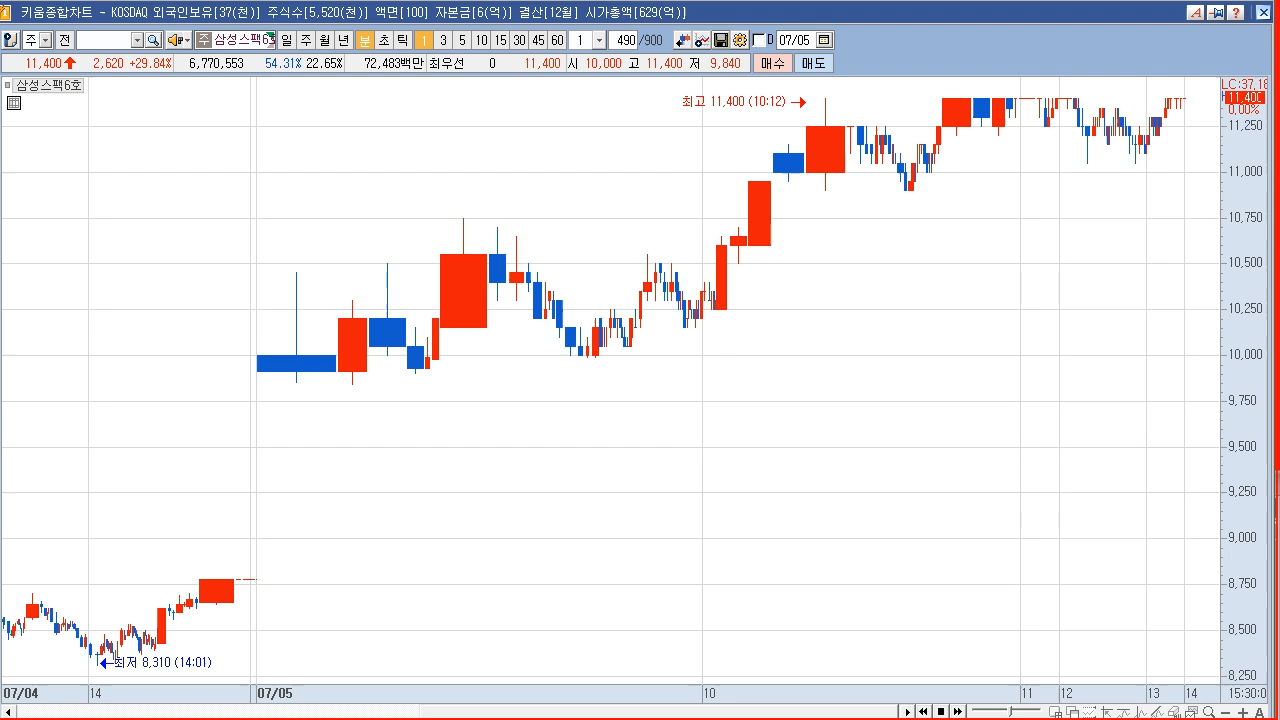 키움종합차트 - KOSDAQ 외국인보유[37(천)] 주식수[5,520(천)] 액면[100] 자본금[6(억)] 결산[12월] 시가총액[629(억)]
A ?
주 전 주 삼성스팩6호 일 주 월 년 분 초 틱 1 3 5 10 15 30 45 60 1 490 /900 D 07/05
11,400 2,620 +29.84% 6,770,553 54.31% 22.65% 72,483백만 최우선 0 11,400 시 10,000 고 11,400 저 9,840 매수 매도
삼성스팩6호
LC:37,18
최고 11,400 (10:12)
11,400
0.00%
11,250
11,000
10,750
10,500
10,250
10,000
9,750
9,500
9,250
9,000
8,750
8,500
최저 8,310 (14:01)
8,250
07/04 14 07/05 10 11 12 13 14 15:30:0
A